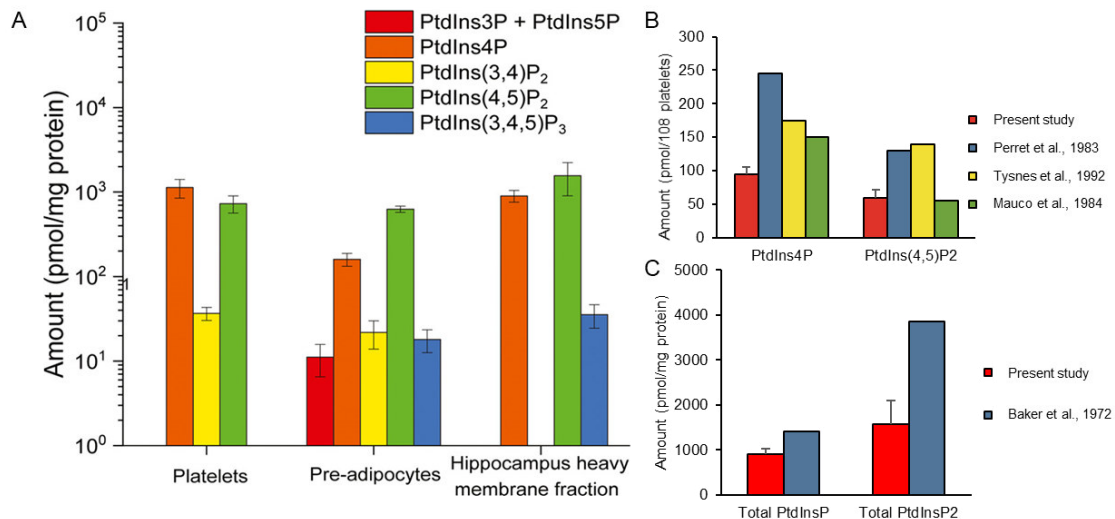 A
PtdIns3P + PtdIns5P
PtdIns4P
PtdIns(3,4)P₂
PtdIns(4,5)P₂
PtdIns(3,4,5)P₃
Amount (pmol/mg protein)
10⁵
10⁴
10³
10²
10¹
10⁰
Platelets
Pre-adipocytes
Hippocampus heavy
membrane fraction
B
Amount (pmol/108 platelets)
300
250
200
150
100
50
0
PtdIns4P
PtdIns(4,5)P2
Present study
Perret et al., 1983
Tysnes et al., 1992
Mauco et al., 1984
C
Amount (pmol/mg protein)
5000
4000
3000
2000
1000
0
Total PtdInsP
Total PtdInsP2
Present study
Baker et al., 1972